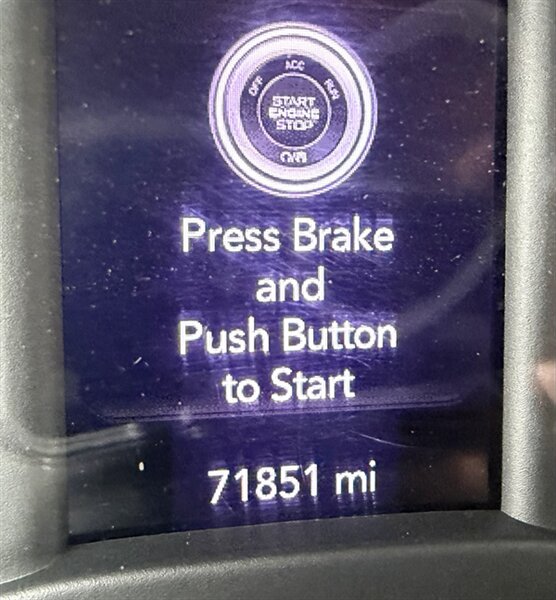 OFF ACC RUN
START
ENGINE
STOP
Press Brake
and
Push Button
to Start
71851 mi